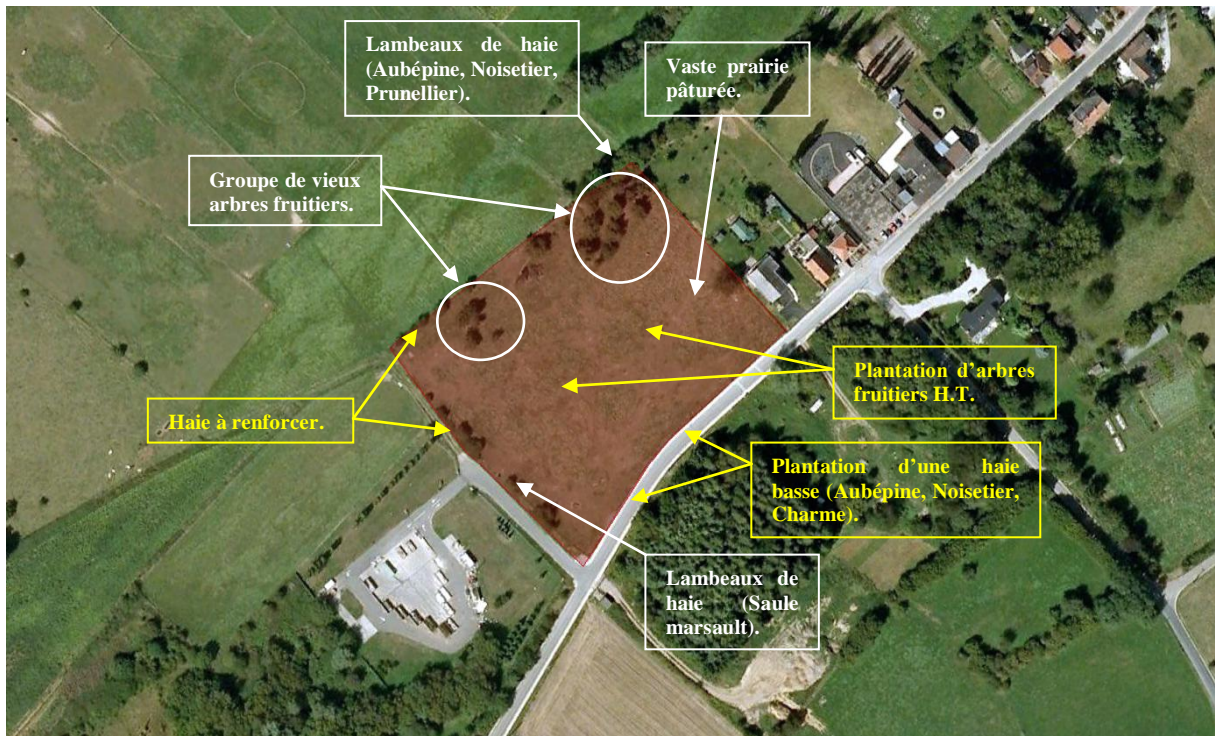 Lambeaux de haie
(Aubépine, Noisetier,
Prunellier).
Vaste prairie
pâturée.
Groupe de vieux
arbres fruitiers.
Haie à renforcer.
Plantation d'arbres
fruitiers H.T.
Plantation d'une haie
basse (Aubépine, Noisetier,
Charme).
Lambeaux de
haie (Saule
marsault).